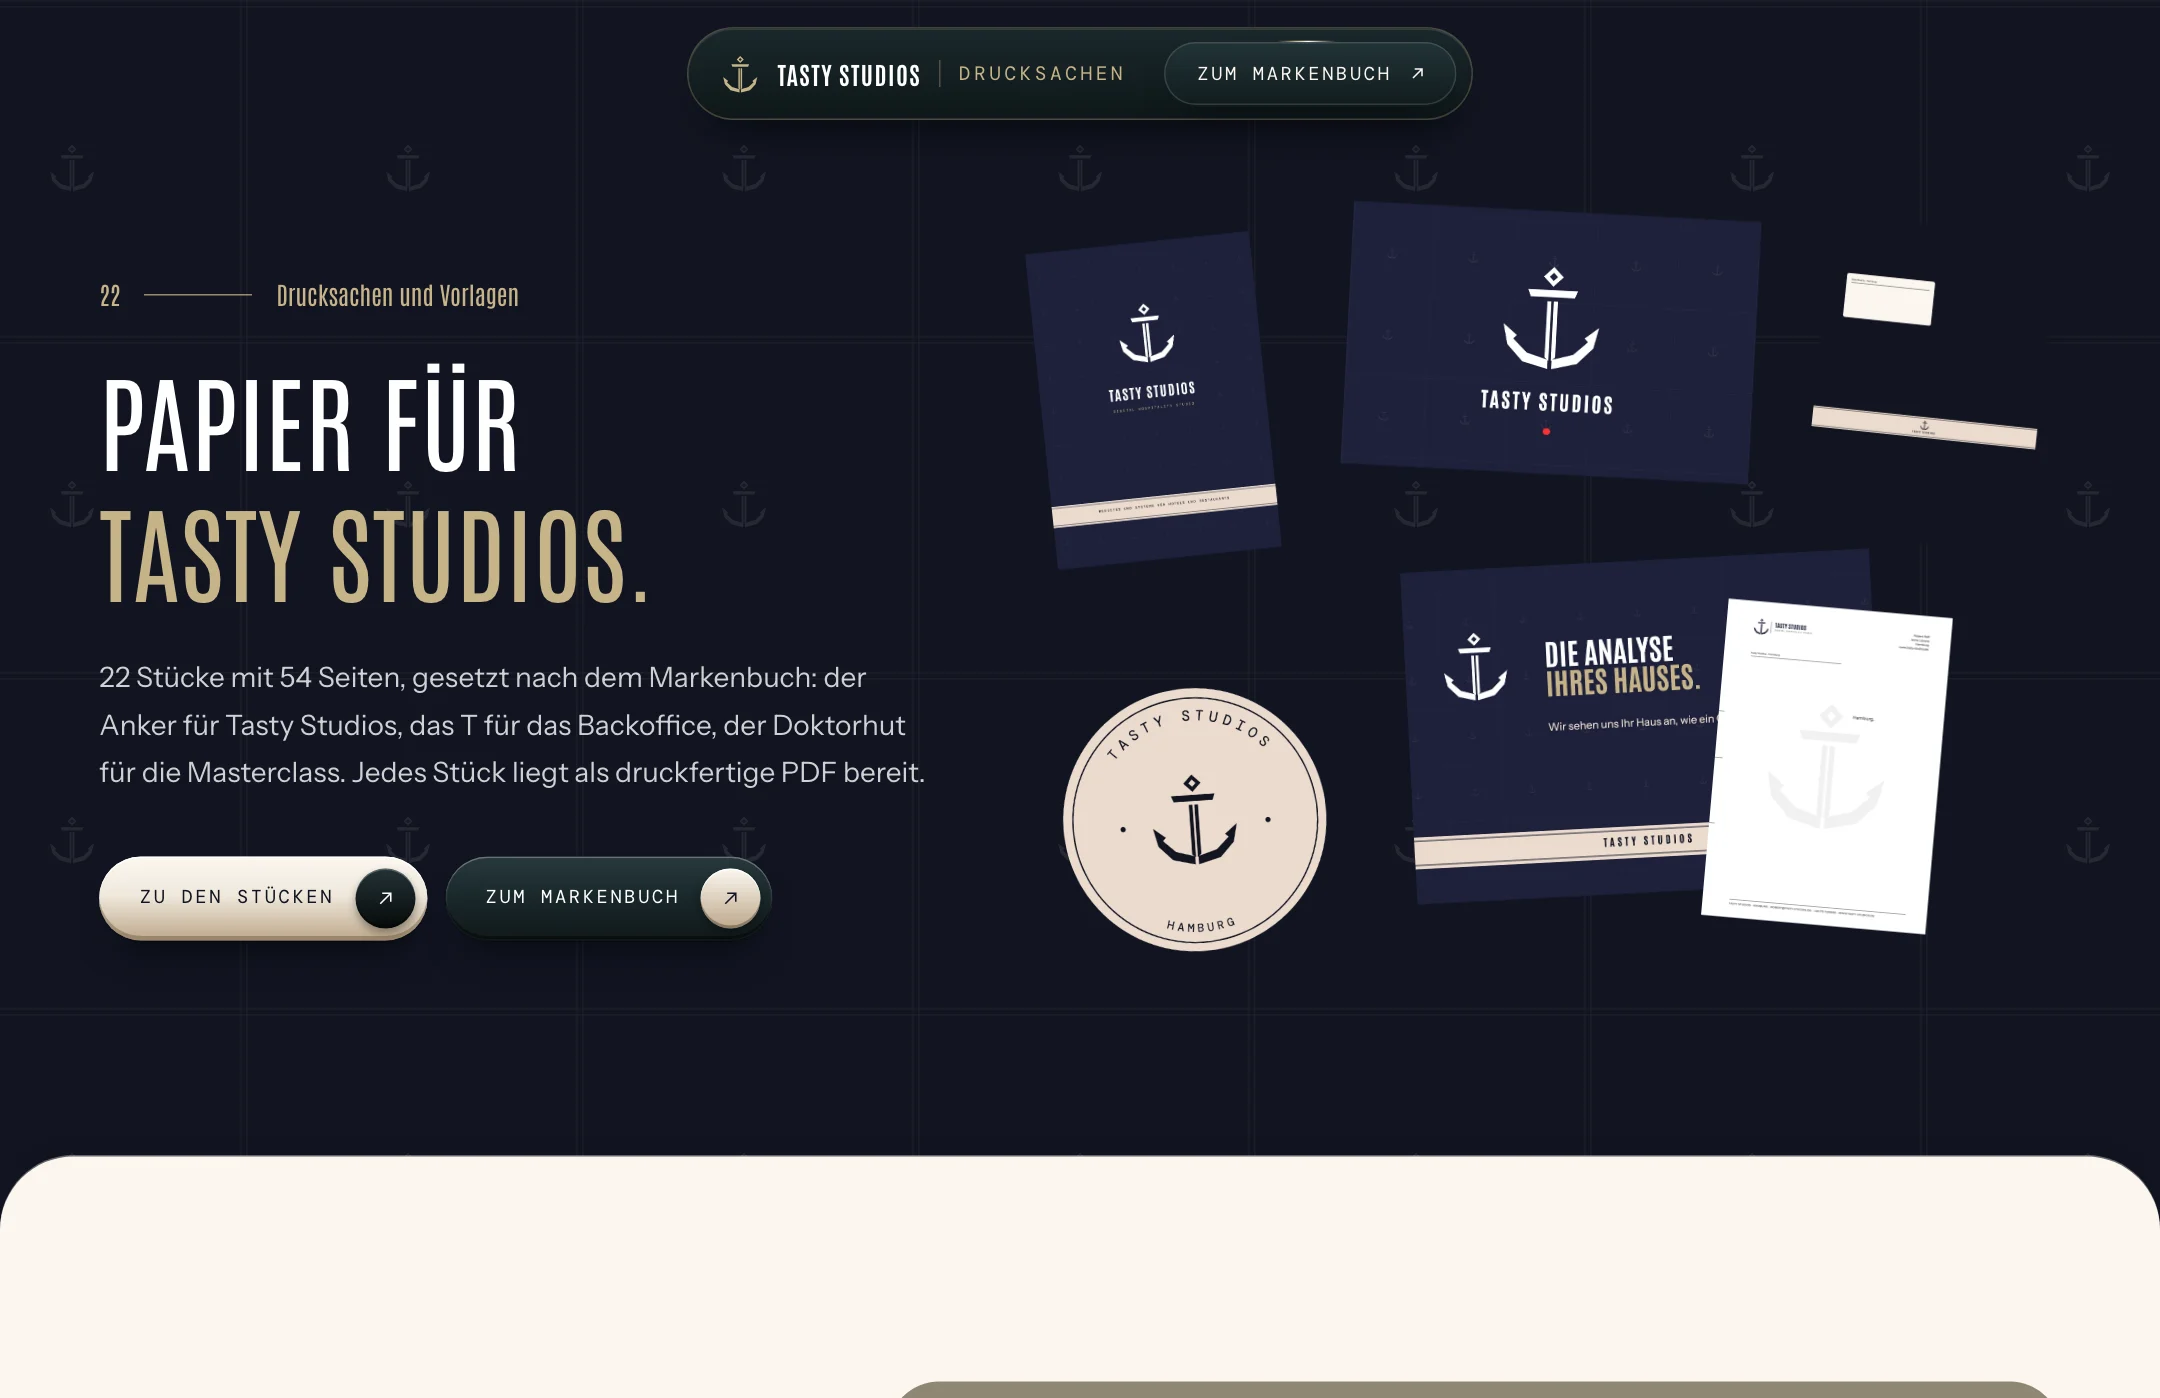 TASTY STUDIOS
DRUCKSACHEN
ZUM MARKENBUCH
22
Drucksachen und Vorlagen
PAPIER FÜR
TASTY STUDIOS.
22 Stücke mit 54 Seiten, gesetzt nach dem Markenbuch: der
Anker für Tasty Studios, das T für das Backoffice, der Doktorhut
für die Masterclass. Jedes Stück liegt als druckfertige PDF bereit.
ZU DEN STÜCKEN
ZUM MARKENBUCH
TASTY STUDIOS
TASTY STUDIOS
DIE ANALYSE
IHRES HAUSES.
Wir sehen uns Ihr Haus an, wie ein
TASTY STUDIOS
TASTY STUDIOS
HAMBURG
TASTY STUDIOS
Hamburg,